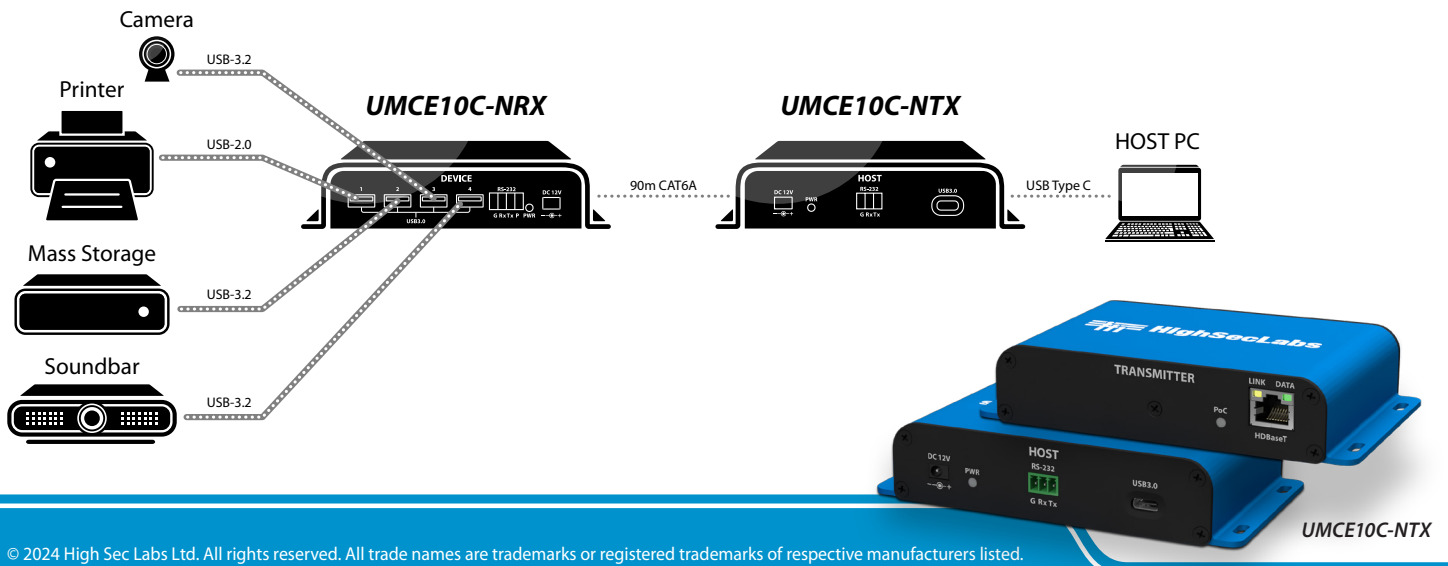 Camera
USB-3.2
Printer
UMCE10C-NRX
UMCE10C-NTX
USB-2.0
HOST PC
DEVICE
1 2 3 4
RS-232
DC 12V
USB3.0
G RxTx P PWR
90m CAT6A
HOST
DC 12V
PWR
RS-232
G RxTx
USB3.0
USB Type C
Mass Storage
USB-3.2
Soundbar
USB-3.2
HighSecLabs
TRANSMITTER
LINK DATA
PoC
HDBaseT
HOST
DC 12V
PWR
RS-232
G Rx Tx
USB3.0
UMCE10C-NTX
© 2024 High Sec Labs Ltd. All rights reserved. All trade names are trademarks or registered trademarks of respective manufacturers listed.